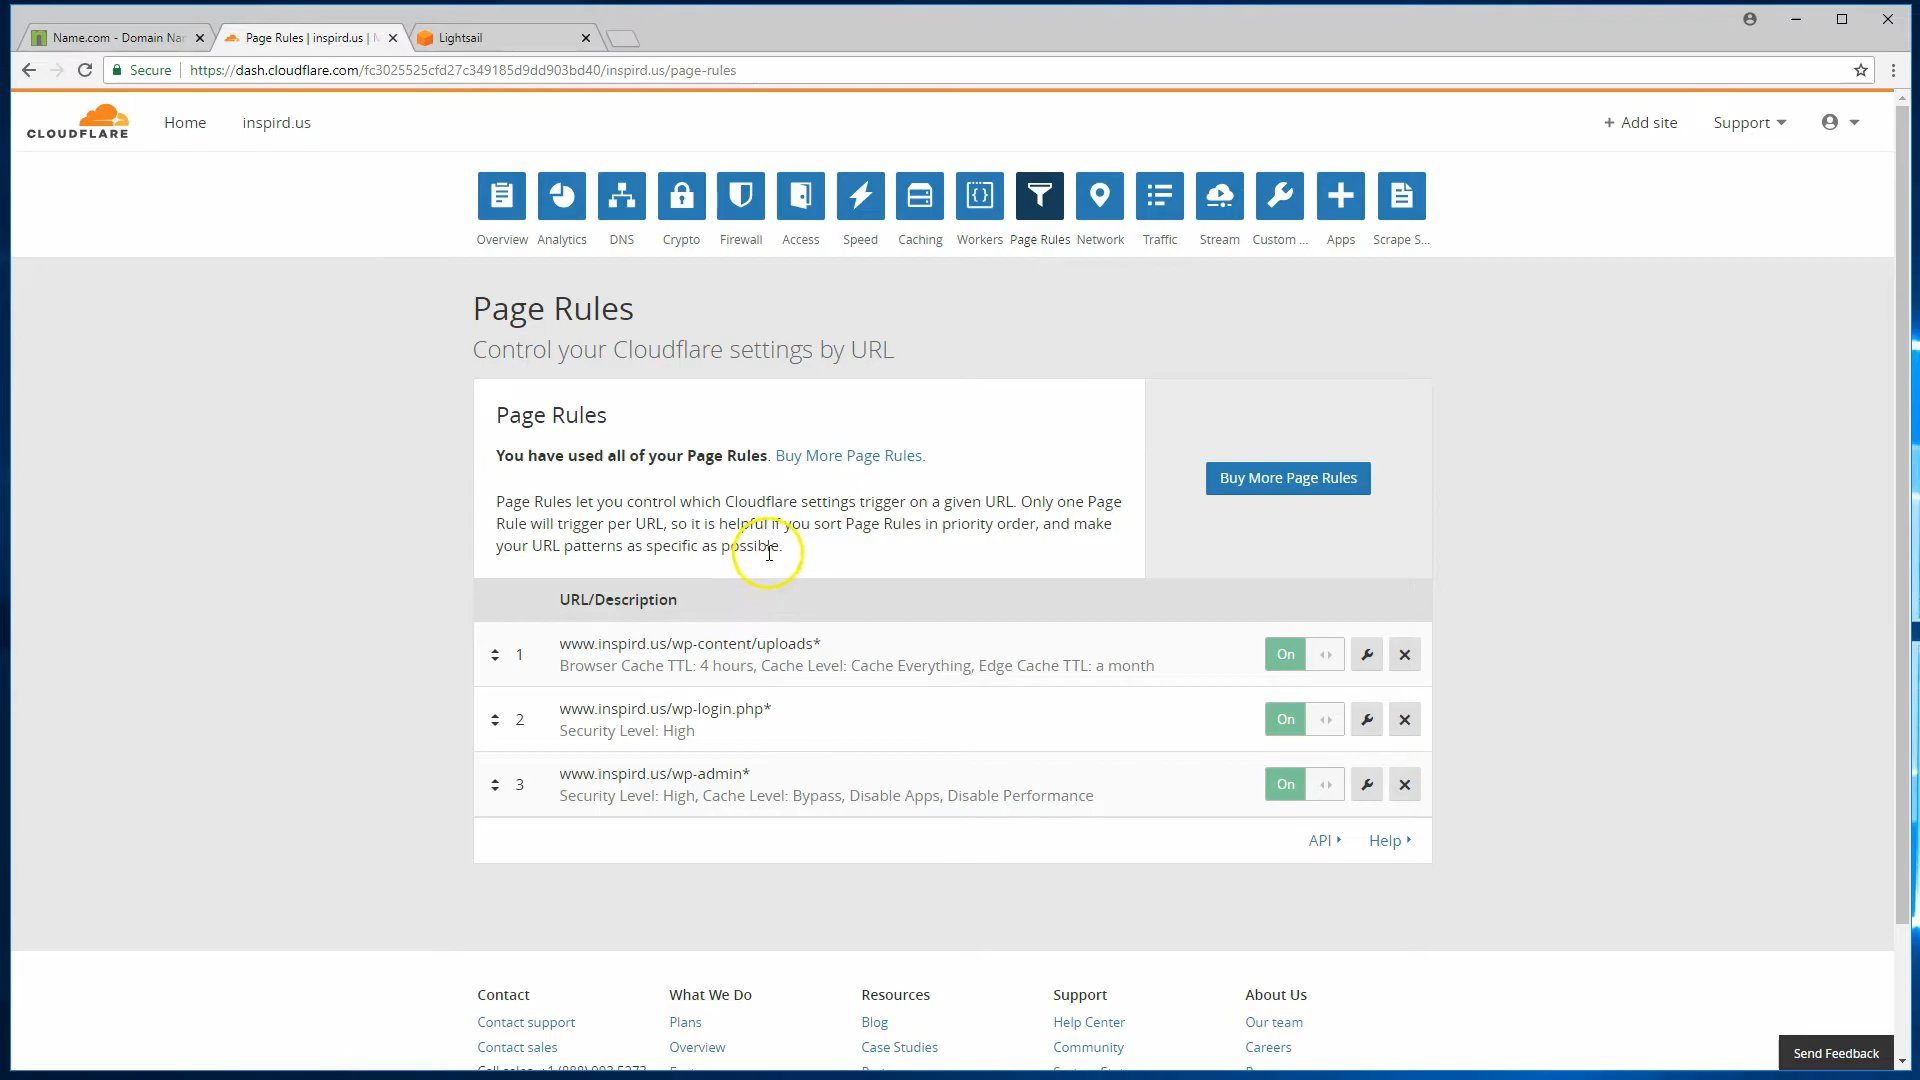 Name.com - Domain Nar
Page Rules | inspird.us |
Lightsail
Secure
https://dash.cloudflare.com/fc3025525cfd27c349185d9dd903bd40/inspird.us/page-rules
CLOUDFLARE
Home
inspird.us
+ Add site
Support
Overview
Analytics
DNS
Crypto
Firewall
Access
Speed
Caching
Workers
Page Rules
Network
Traffic
Stream
Custom ...
Apps
Scrape S...
Page Rules
Control your Cloudflare settings by URL
Page Rules
You have used all of your Page Rules. Buy More Page Rules.
Page Rules let you control which Cloudflare settings trigger on a given URL. Only one Page
Rule will trigger per URL, so it is helpful if you sort Page Rules in priority order, and make
your URL patterns as specific as possible.
Buy More Page Rules
URL/Description
1
www.inspird.us/wp-content/uploads*
Browser Cache TTL: 4 hours, Cache Level: Cache Everything, Edge Cache TTL: a month
On
2
www.inspird.us/wp-login.php*
Security Level: High
On
3
www.inspird.us/wp-admin*
Security Level: High, Cache Level: Bypass, Disable Apps, Disable Performance
On
API
Help
Contact
What We Do
Resources
Support
About Us
Contact support
Plans
Blog
Help Center
Our team
Contact sales
Overview
Case Studies
Community
Careers
Send Feedback